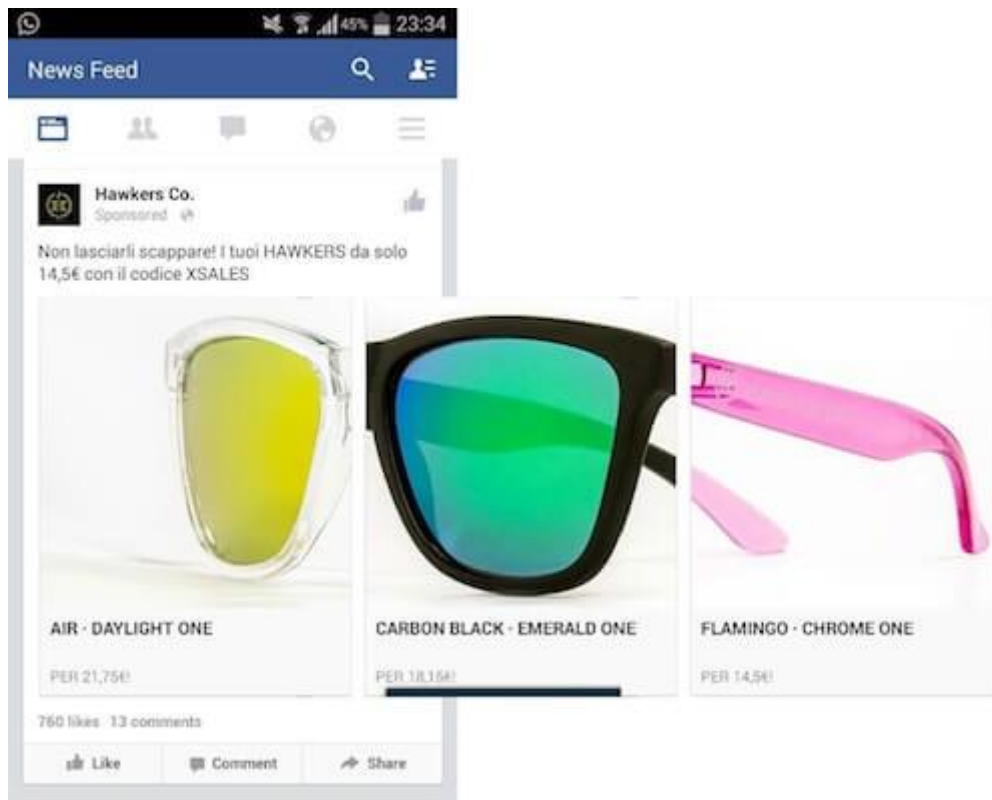 45% 23:34
News Feed
Hawkers Co.
Sponsored
Non lasciarli scappare! I tuoi HAWKERS da solo
14,5€ con il codice XSALES
AIR - DAYLIGHT ONE
CARBON BLACK - EMERALD ONE
FLAMINGO - CHROME ONE
PER 21,75€!
PER 18,15€!
PER 14,5€!
760 likes 13 comments
Like Comment Share